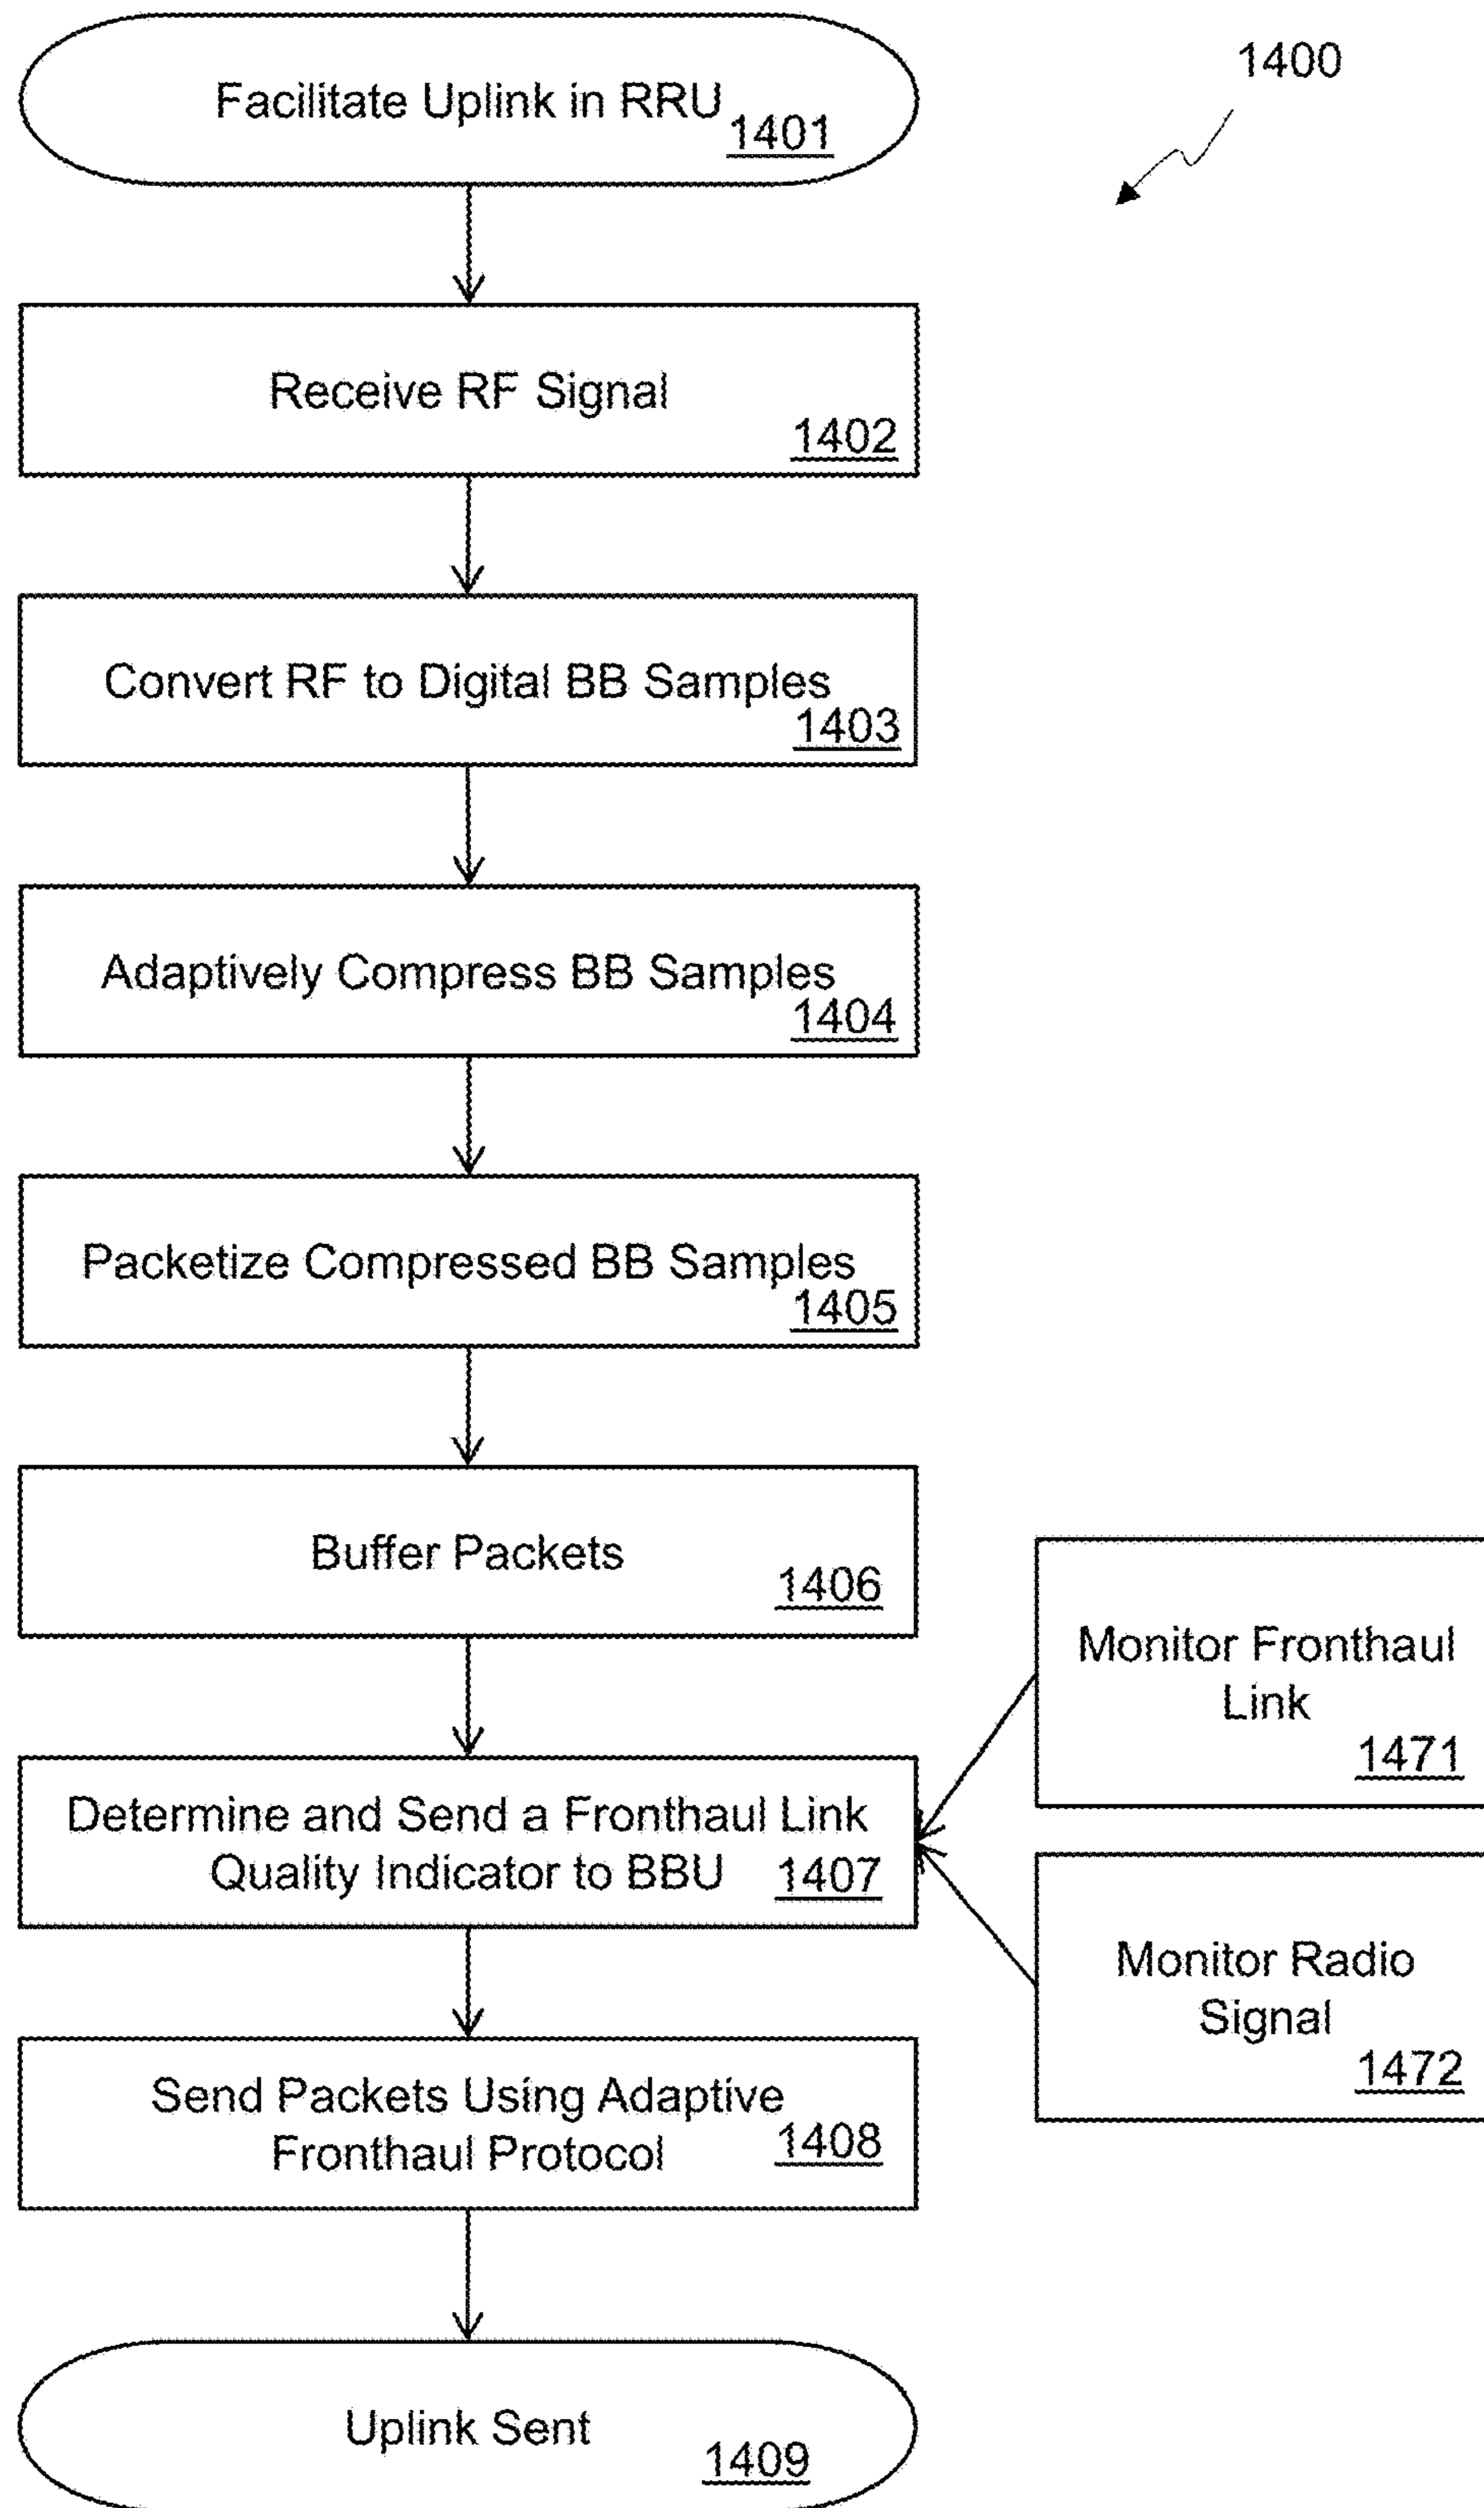 1400
Facilitate Uplink in RRU
1401
Receive RF Signal
1402
Convert RF to Digital BB Samples
1403
Adaptively Compress BB Samples
1404
Packetize Compressed BB Samples
1405
Buffer Packets
1406
Determine and Send a Fronthaul Link
Quality Indicator to BBU
1407
Monitor Fronthaul
Link
1471
Monitor Radio
Signal
1472
Send Packets Using Adaptive
Fronthaul Protocol
1408
Uplink Sent
1409